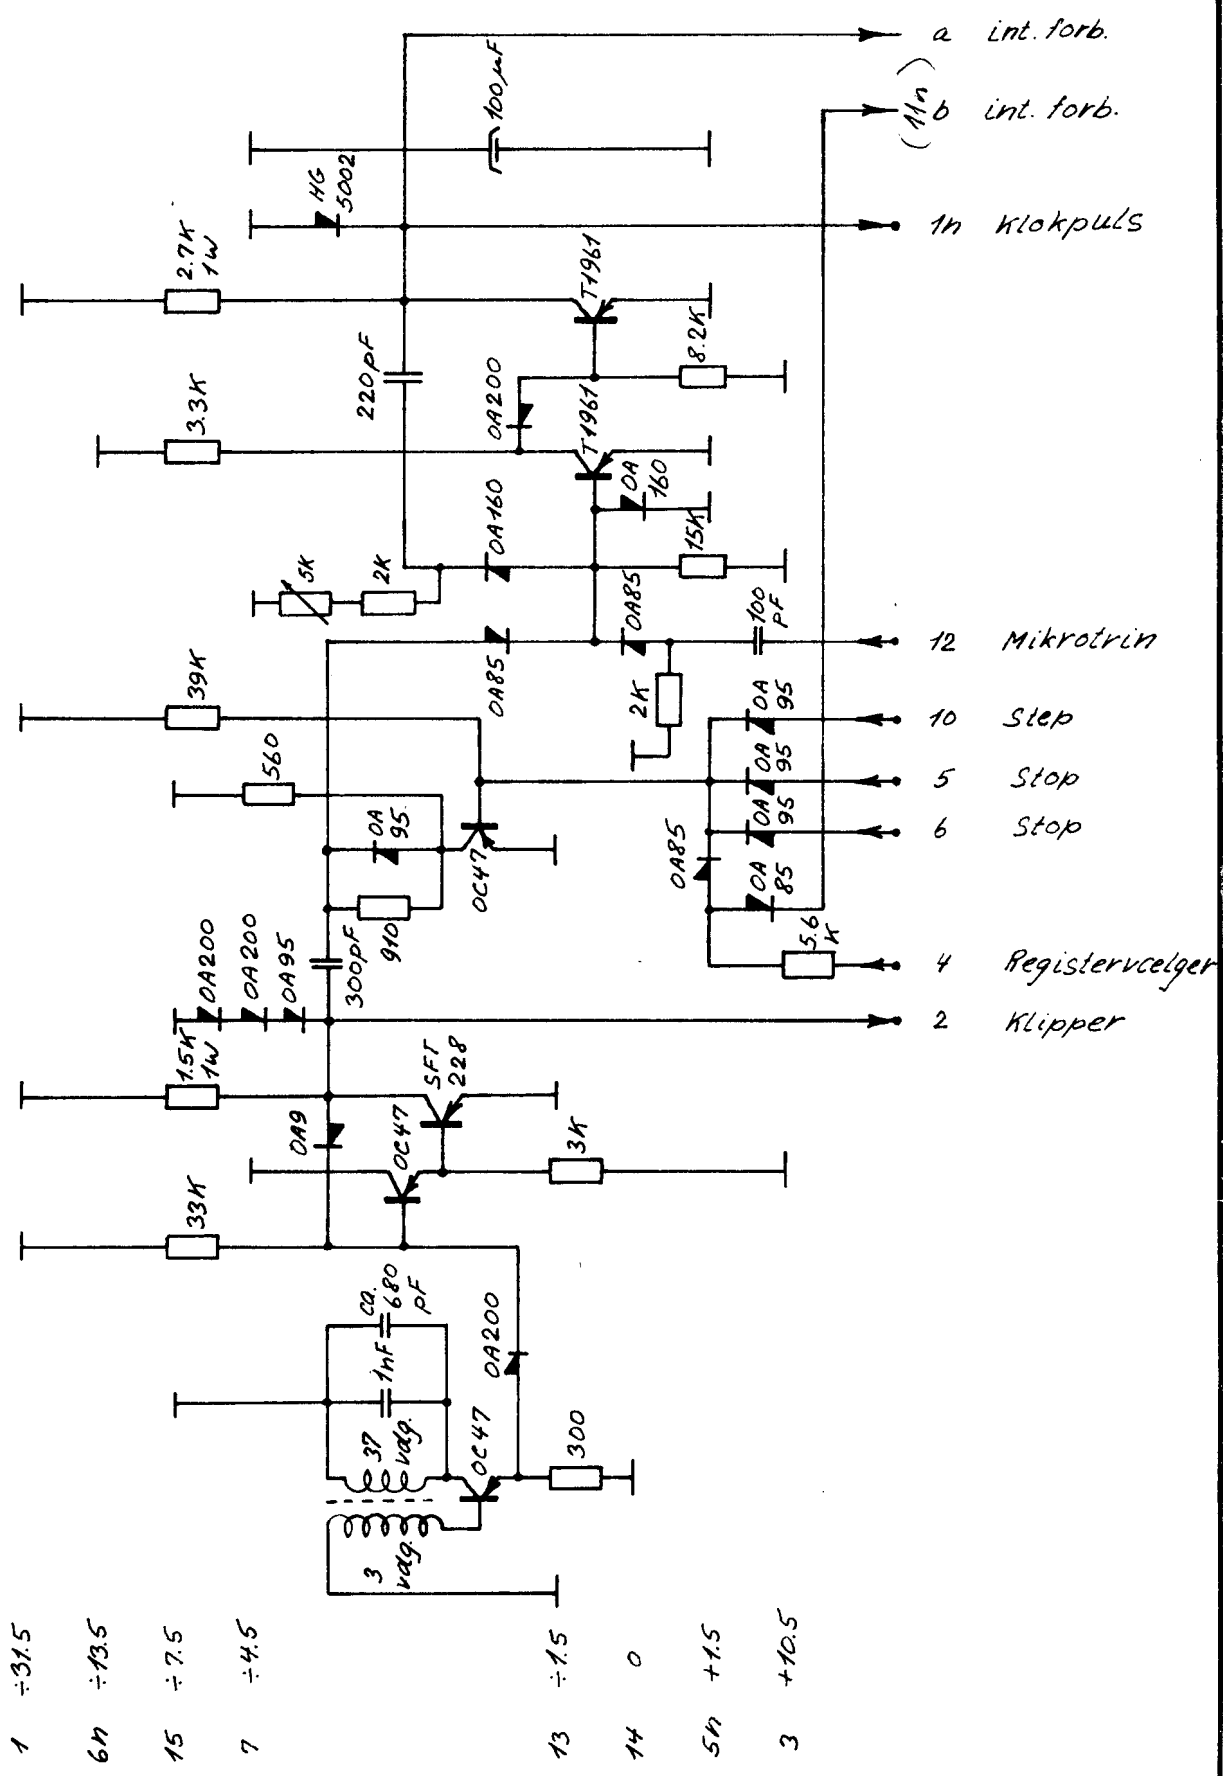 a int. forb.
(11n)
b int. forb.
100µF
HG
5002
1n Klokpuls
2.7K
1W
T1961
8.2K
220pF
OA200
3.3K
T1961
OA
160
OA160
15K
5K
2K
OA85
100
pF
12 Mikrotrin
OA85
39K
2K
OA
95
10 Step
560
OA
95
5 Stop
OA
95
OA
95
6 Stop
OC47
OA85
OA
85
910
300pF
5.6
K
4 Registervælger
OA200
OA200
OA95
2 Klipper
1.5K
1W
SFT
228
OA9
OC47
3K
33K
ca.
680
pF
1nF
OA200
37
vdg.
OC47
300
3
vdg.
1 ÷31.5
6n ÷13.5
15 ÷7.5
7 ÷4.5
13 ÷1.5
14 0
5n +1.5
3 +10.5